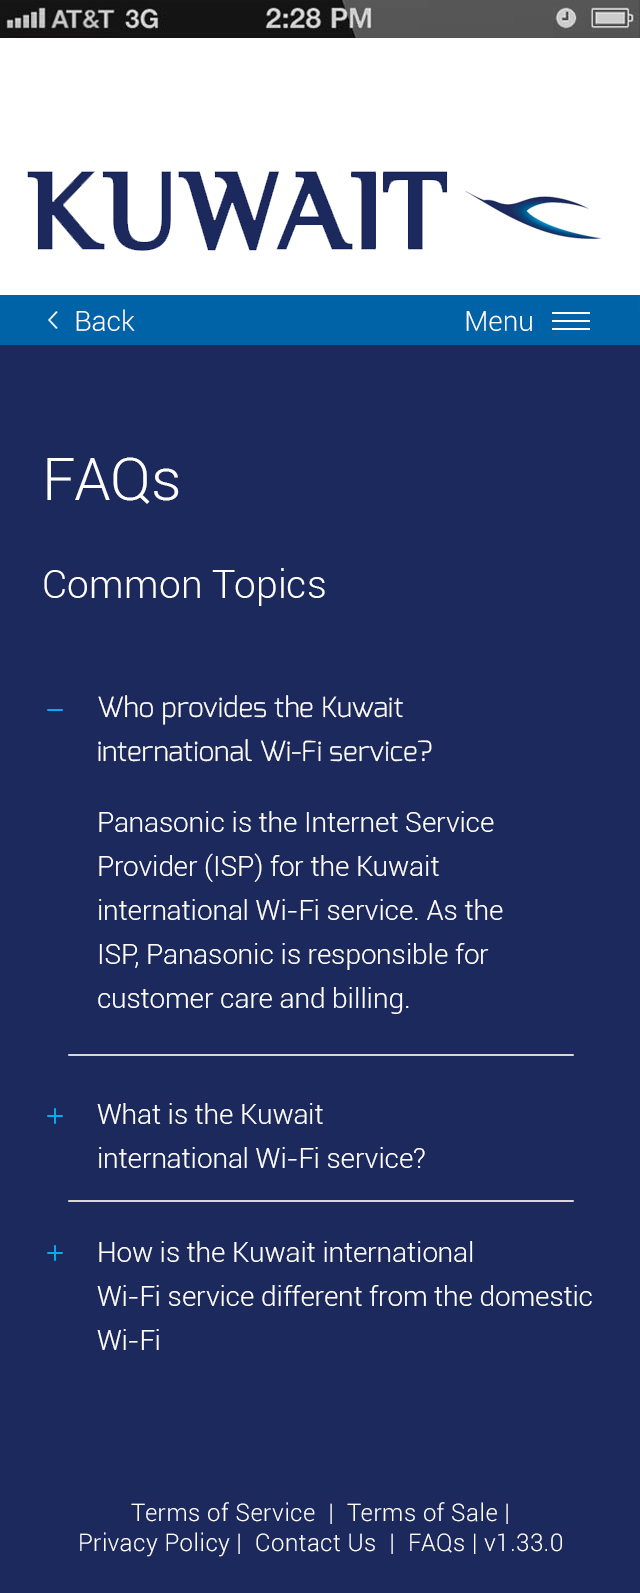 AT&T 3G 2:28 PM
KUWAIT
Back Menu
FAQs
Common Topics
Who provides the Kuwait
international Wi-Fi service?
Panasonic is the Internet Service
Provider (ISP) for the Kuwait
international Wi-Fi service. As the
ISP, Panasonic is responsible for
customer care and billing.
What is the Kuwait
international Wi-Fi service?
How is the Kuwait international
Wi-Fi service different from the domestic
Wi-Fi
Terms of Service | Terms of Sale |
Privacy Policy | Contact Us | FAQs | v1.33.0